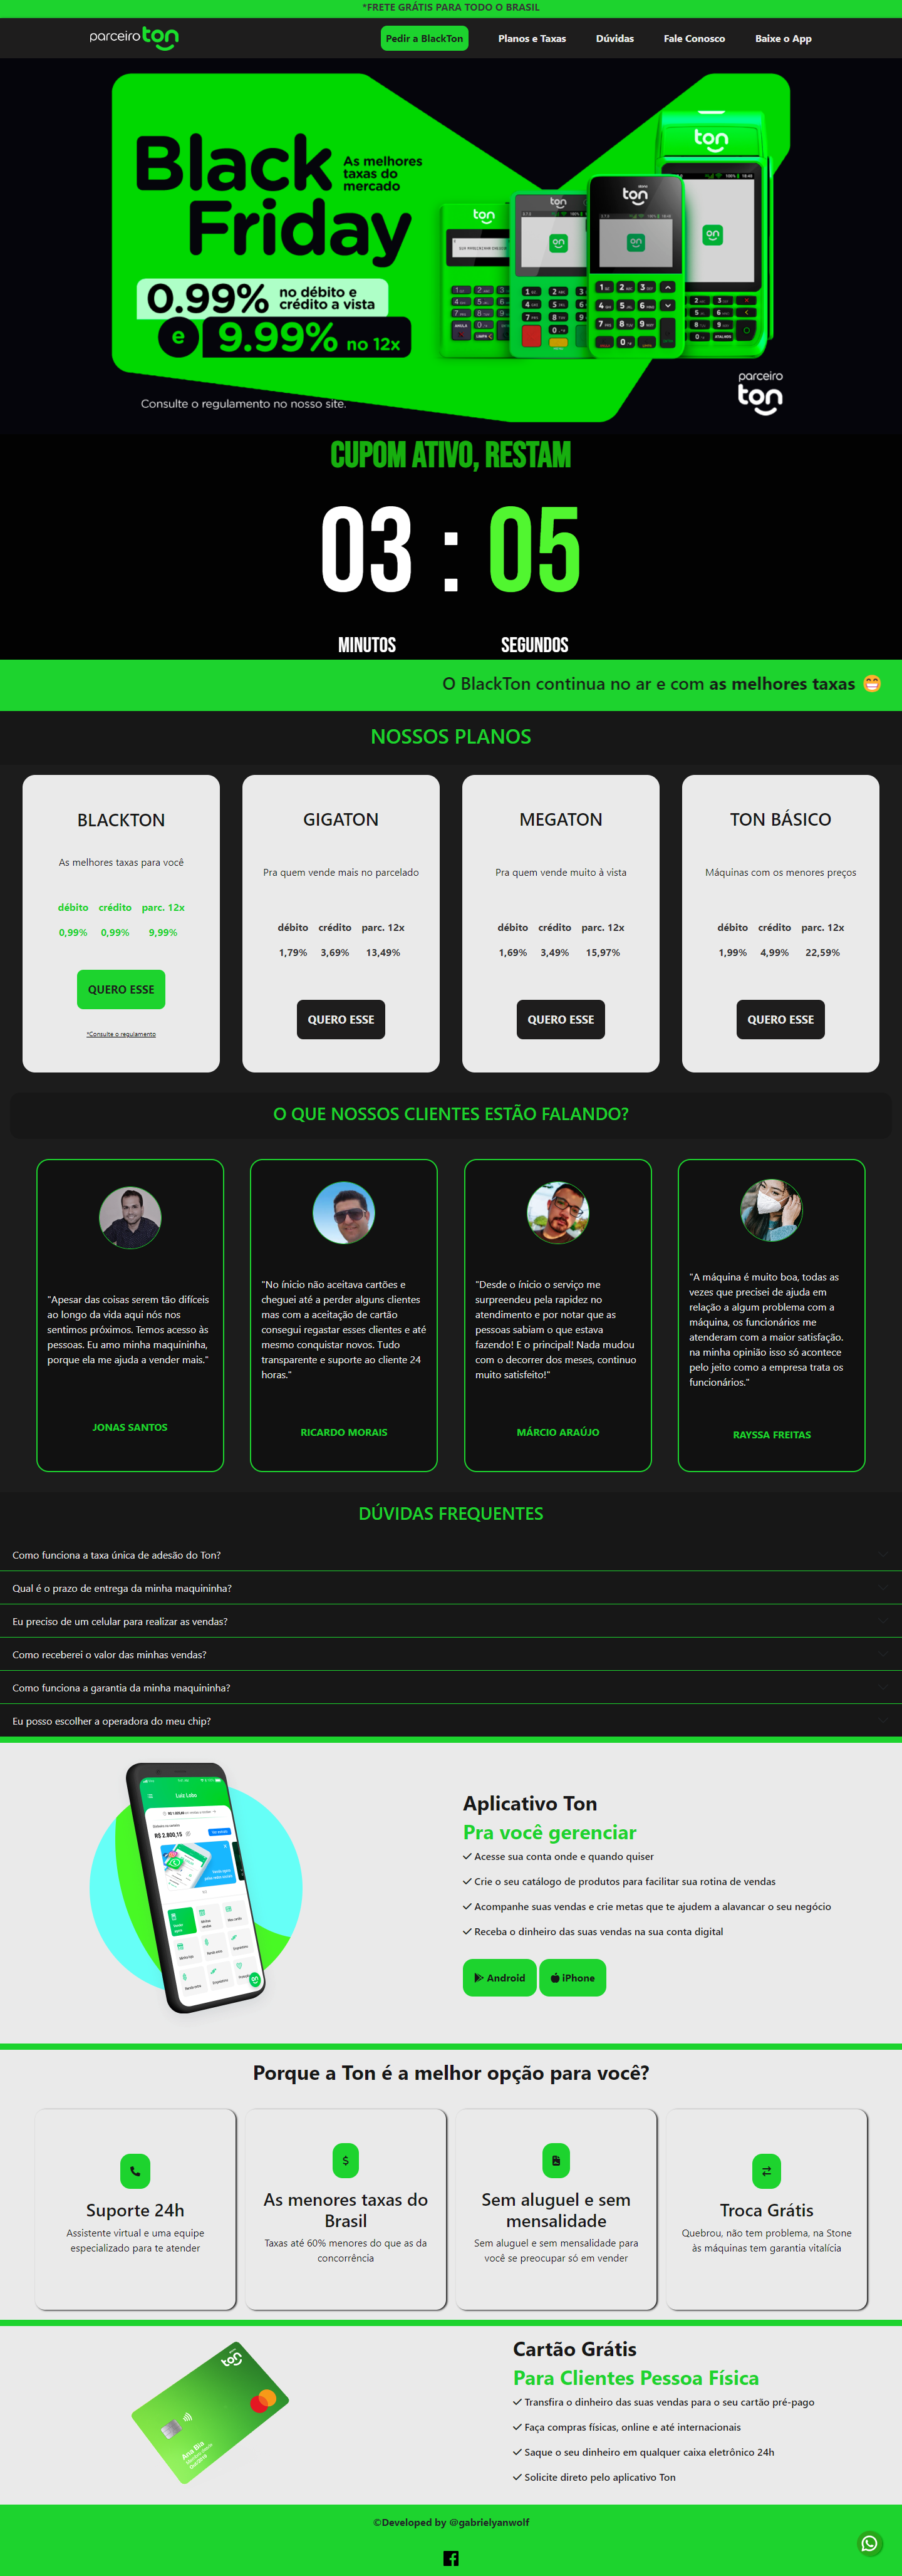 *FRETE GRÁTIS PARA TODO O BRASIL
parceiro ton
Pedir a BlackTon
Planos e Taxas
Dúvidas
Fale Conosco
Baixe o App
Black
Friday
As melhores
taxas do
mercado
0.99% no débito e
crédito a vista
e 9.99% no 12x
ton
ton
ton
ton
Consulte o regulamento no nosso site.
parceiro
ton
CUPOM ATIVO, RESTAM
03 : 05
MINUTOS
SEGUNDOS
O BlackTon continua no ar e com as melhores taxas 😁
NOSSOS PLANOS
BLACKTON
As melhores taxas para você
débito crédito parc. 12x
0,99% 0,99% 9,99%
QUERO ESSE
*Consulte o regulamento
GIGATON
Pra quem vende mais no parcelado
débito crédito parc. 12x
1,79% 3,69% 13,49%
QUERO ESSE
MEGATON
Pra quem vende muito à vista
débito crédito parc. 12x
1,69% 3,49% 15,97%
QUERO ESSE
TON BÁSICO
Máquinas com os menores preços
débito crédito parc. 12x
1,99% 4,99% 22,59%
QUERO ESSE
O QUE NOSSOS CLIENTES ESTÃO FALANDO?
"Apesar das coisas serem tão difíceis
ao longo da vida aqui nós nos
sentimos próximos. Temos acesso às
pessoas. Eu amo minha maquininha,
porque ela me ajuda a vender mais."
JONAS SANTOS
"No ínicio não aceitava cartões e
cheguei até a perder alguns clientes
mas com a aceitação de cartão
consegui regastar esses clientes e até
mesmo conquistar novos. Tudo
transparente e suporte ao cliente 24
horas."
RICARDO MORAIS
"Desde o ínicio o serviço me
surpreendeu pela rapidez no
atendimento e por notar que as
pessoas sabiam o que estava
fazendo! E o principal! Nada mudou
com o decorrer dos meses, continuo
muito satisfeito!"
MÁRCIO ARAÚJO
"A máquina é muito boa, todas as
vezes que precisei de ajuda em
relação a algum problema com a
máquina, os funcionários me
atenderam com a maior satisfação.
na minha opinião isso só acontece
pelo jeito como a empresa trata os
funcionários."
RAYSSA FREITAS
DÚVIDAS FREQUENTES
Como funciona a taxa única de adesão do Ton?
Qual é o prazo de entrega da minha maquininha?
Eu preciso de um celular para realizar as vendas?
Como receberei o valor das minhas vendas?
Como funciona a garantia da minha maquininha?
Eu posso escolher a operadora do meu chip?
Luiz Lobo
R$ 2.800,15
Aplicativo Ton
Pra você gerenciar
Acesse sua conta onde e quando quiser
Crie o seu catálogo de produtos para facilitar sua rotina de vendas
Acompanhe suas vendas e crie metas que te ajudem a alavancar o seu negócio
Receba o dinheiro das suas vendas na sua conta digital
Android
iPhone
Porque a Ton é a melhor opção para você?
Suporte 24h
Assistente virtual e uma equipe
especializado para te atender
As menores taxas do
Brasil
Taxas até 60% menores do que as da
concorrência
Sem aluguel e sem
mensalidade
Sem aluguel e sem mensalidade para
você se preocupar só em vender
Troca Grátis
Quebrou, não tem problema, na Stone
às máquinas tem garantia vitalícia
ton
Ana Bia
Cartão Grátis
Para Clientes Pessoa Física
Transfira o dinheiro das suas vendas para o seu cartão pré-pago
Faça compras físicas, online e até internacionais
Saque o seu dinheiro em qualquer caixa eletrônico 24h
Solicite direto pelo aplicativo Ton
©Developed by @gabrielyanwolf